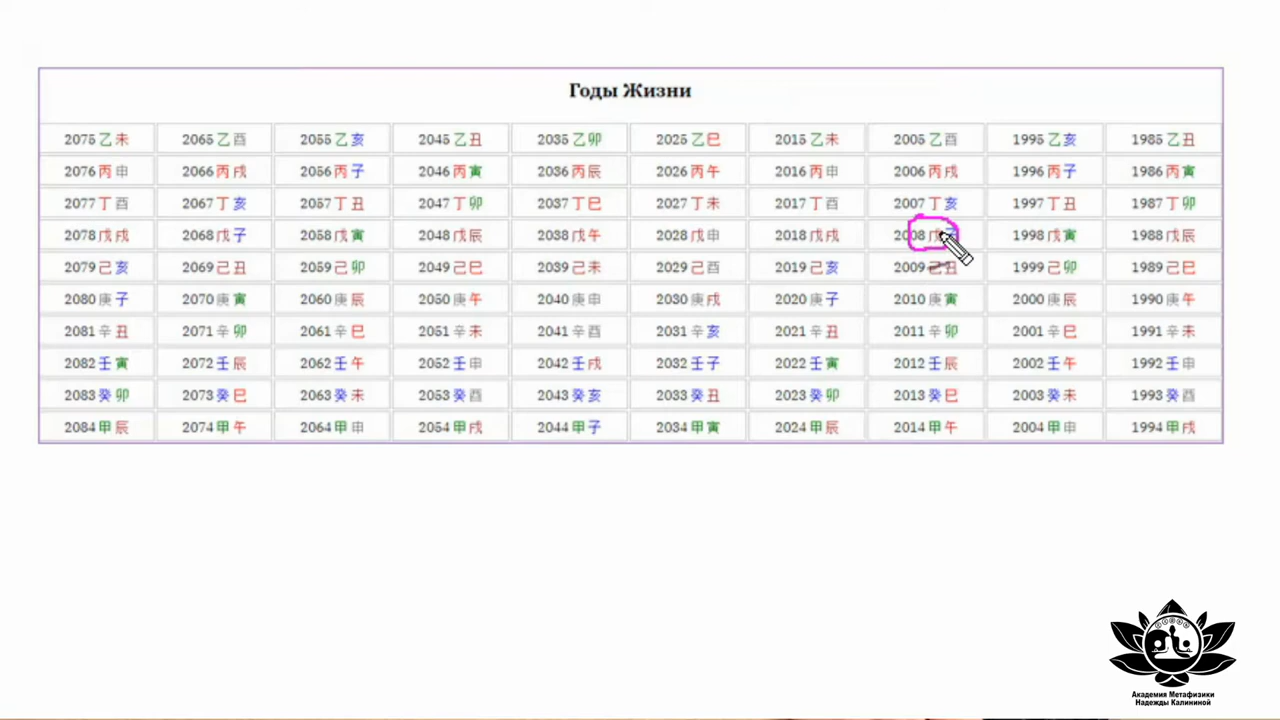 Годы Жизни
2075 乙未 2065 乙酉 2055 乙亥 2045 乙丑 2035 乙卯 2025 乙巳 2015 乙未 2005 乙酉 1995 乙亥 1985 乙丑
2076 丙申 2066 丙戌 2056 丙子 2046 丙寅 2036 丙辰 2026 丙午 2016 丙申 2006 丙戌 1996 丙子 1986 丙寅
2077 丁酉 2067 丁亥 2057 丁丑 2047 丁卯 2037 丁巳 2027 丁未 2017 丁酉 2007 丁亥 1997 丁丑 1987 丁卯
2078 戊戌 2068 戊子 2058 戊寅 2048 戊辰 2038 戊午 2028 戊申 2018 戊戌 2008 戊 1998 戊寅 1988 戊辰
2079 己亥 2069 己丑 2059 己卯 2049 己巳 2039 己未 2029 己酉 2019 己亥 2009 丑 1999 己卯 1989 己巳
2080 庚子 2070 庚寅 2060 庚辰 2050 庚午 2040 庚申 2030 庚戌 2020 庚子 2010 庚寅 2000 庚辰 1990 庚午
2081 辛丑 2071 辛卯 2061 辛巳 2051 辛未 2041 辛酉 2031 辛亥 2021 辛丑 2011 辛卯 2001 辛巳 1991 辛未
2082 壬寅 2072 壬辰 2062 壬午 2052 壬申 2042 壬戌 2032 壬子 2022 壬寅 2012 壬辰 2002 壬午 1992 壬申
2083 癸卯 2073 癸巳 2063 癸未 2053 癸酉 2043 癸亥 2033 癸丑 2023 癸卯 2013 癸巳 2003 癸未 1993 癸酉
2084 甲辰 2074 甲午 2064 甲申 2054 甲戌 2044 甲子 2034 甲寅 2024 甲辰 2014 甲午 2004 甲申 1994 甲戌
Академия Метафизики
Надежды Калининой